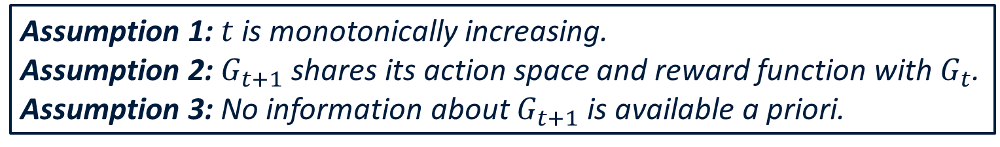 Assumption 1: t is monotonically increasing.
Assumption 2: G_{t+1} shares its action space and reward function with G_t.
Assumption 3: No information about G_{t+1} is available a priori.